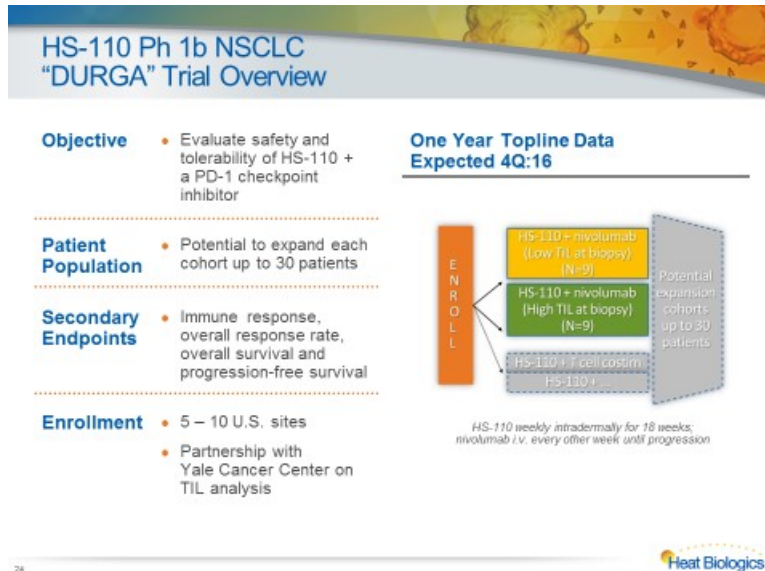 HS-110 Ph 1b NSCLC
“DURGA” Trial Overview
Objective
• Evaluate safety and
tolerability of HS-110 +
a PD-1 checkpoint
inhibitor
Patient
Population
• Potential to expand each
cohort up to 30 patients
Secondary
Endpoints
• Immune response,
overall response rate,
overall survival and
progression-free survival
Enrollment
• 5 – 10 U.S. sites
• Partnership with
Yale Cancer Center on
TIL analysis
One Year Topline Data
Expected 4Q:16
ENROLL
HS-110 + nivolumab
(Low TIL at biopsy)
(N=9)
HS-110 + nivolumab
(High TIL at biopsy)
(N=9)
HS-110 + T cell costim
HS-110 + ...
Potential
expansion
cohorts
up to 30
patients
HS-110 weekly intradermally for 18 weeks;
nivolumab i.v. every other week until progression
Heat Biologics